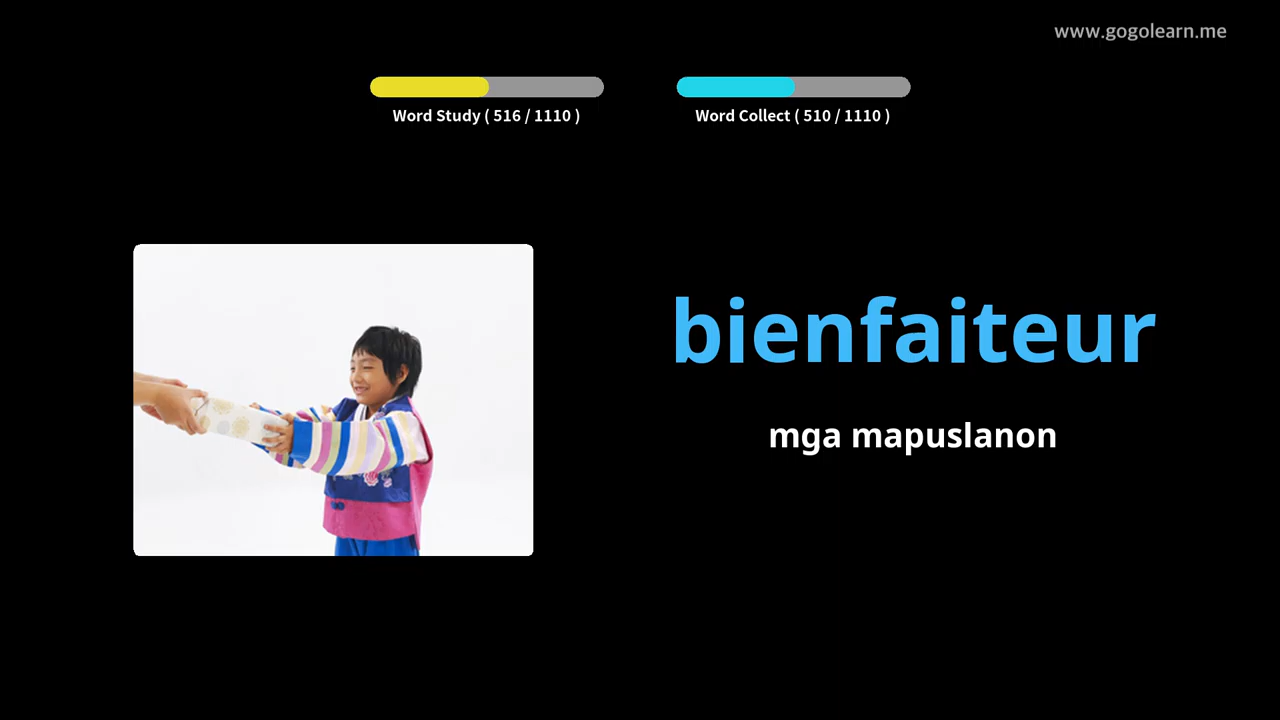 www.gogolearn.me
Word Study ( 516 / 1110 )
Word Collect ( 510 / 1110 )
bienfaiteur
mga mapuslanon